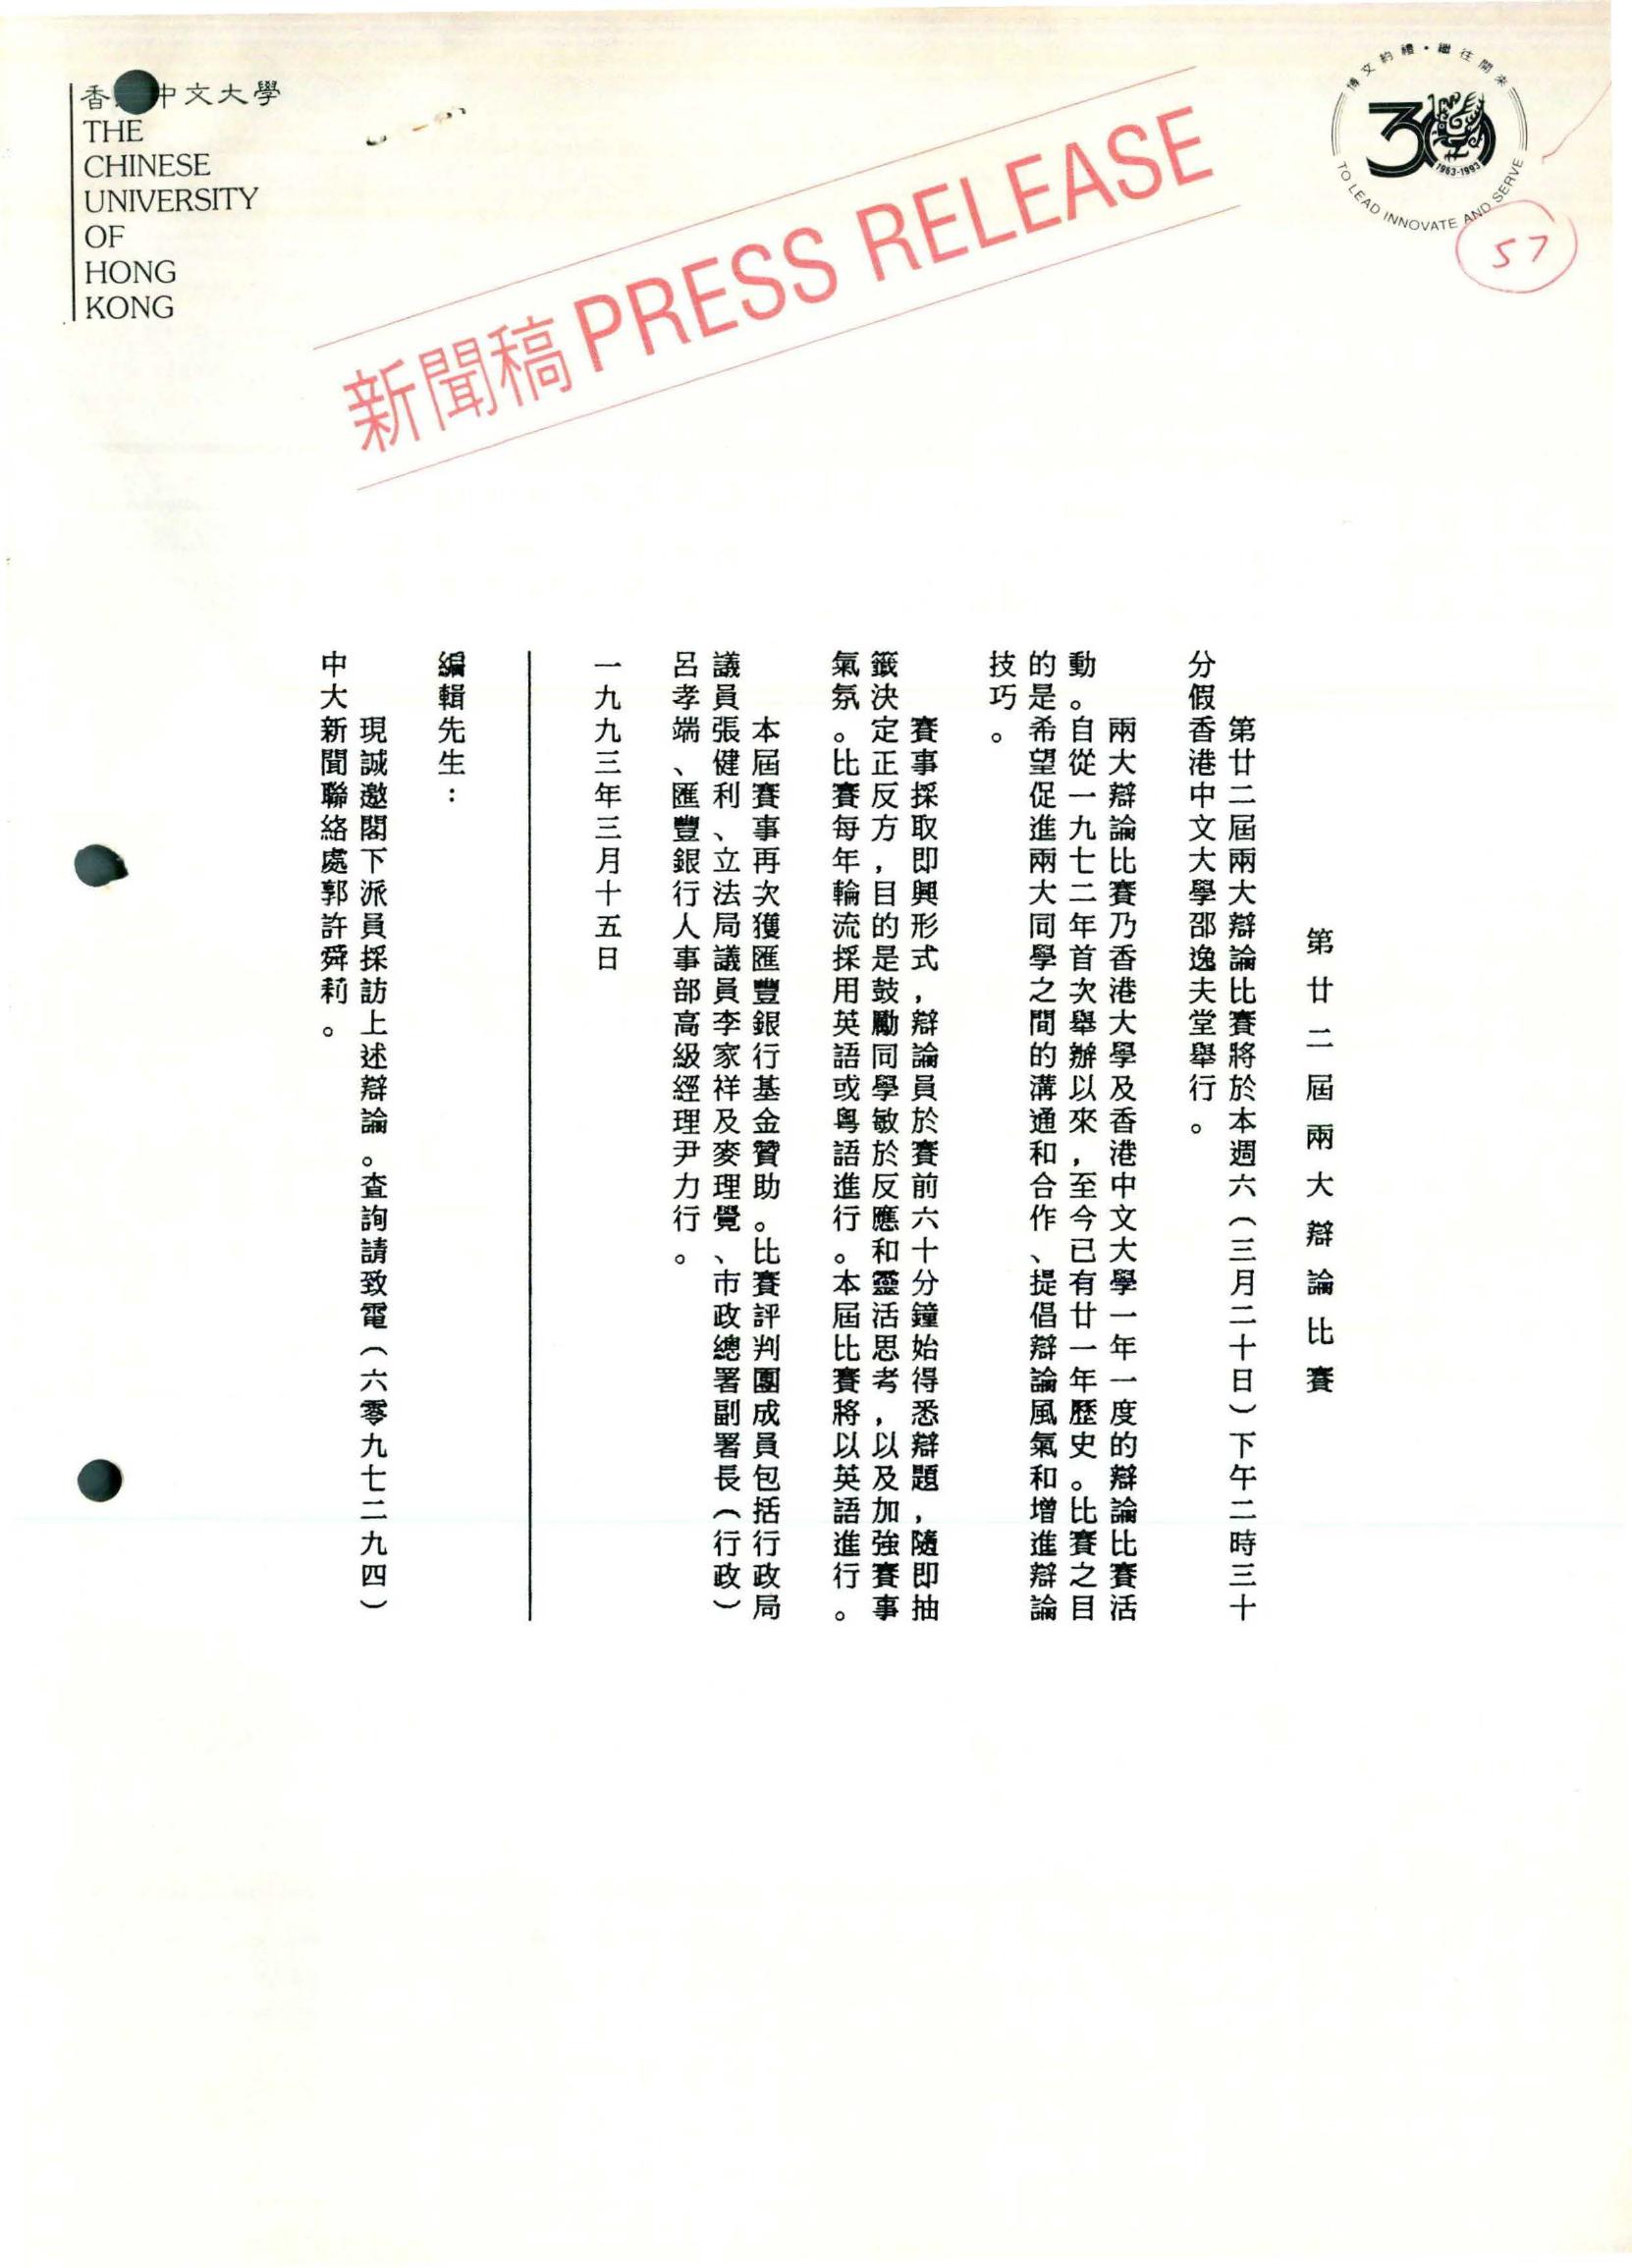 香 中文大學
THE
CHINESE
UNIVERSITY
OF
HONG
KONG
新聞稿 PRESS RELEASE
博文約禮・繼往開來
30
1963-1993
TO LEAD INNOVATE AND SERVE
57
第廿二屆兩大辯論比賽
第廿二屆兩大辯論比賽將於本週六（三月二十日）下午二時三十
分假香港中文大學邵逸夫堂舉行。
兩大辯論比賽乃香港大學及香港中文大學一年一度的辯論比賽活
動。自從一九七二年首次舉辦以來，至今已有廿一年歷史。比賽之目
的是希望促進兩大同學之間的溝通和合作、提倡辯論風氣和增進辯論
技巧。
賽事採取即興形式，辯論員於賽前六十分鐘始得悉辯題，隨即抽
籤決定正反方，目的是鼓勵同學敏於反應和靈活思考，以及加強賽事
氣氛。比賽每年輪流採用英語或粵語進行。本屆比賽將以英語進行。
本屆賽事再次獲匯豐銀行基金贊助。比賽評判團成員包括行政局
議員張健利、立法局議員李家祥及麥理覺、市政總署副署長（行政）
呂孝端、匯豐銀行人事部高級經理尹力行。
一九九三年三月十五日
編輯先生：
現誠邀閣下派員採訪上述辯論。查詢請致電（六零九七二九四）
中大新聞聯絡處郭許舜莉。